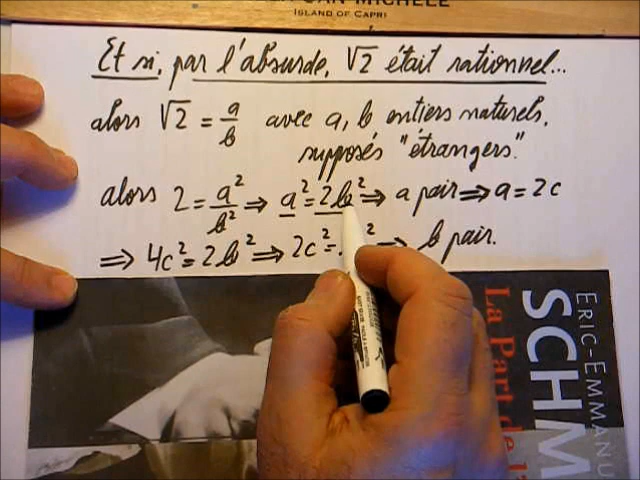 ISLAND OF CAPRI
Et si, par l'absurde, √2 était rationnel...
alors √2 = a/b avec a, b entiers naturels,
supposés "étrangers".
alors 2 = a²/b² ⇒ a² = 2b² ⇒ a pair ⇒ a = 2c
⇒ 4c² = 2b² ⇒ 2c² = ² ⇒ b pair.
ERIC-EMMANU
SCHM
La Part de l